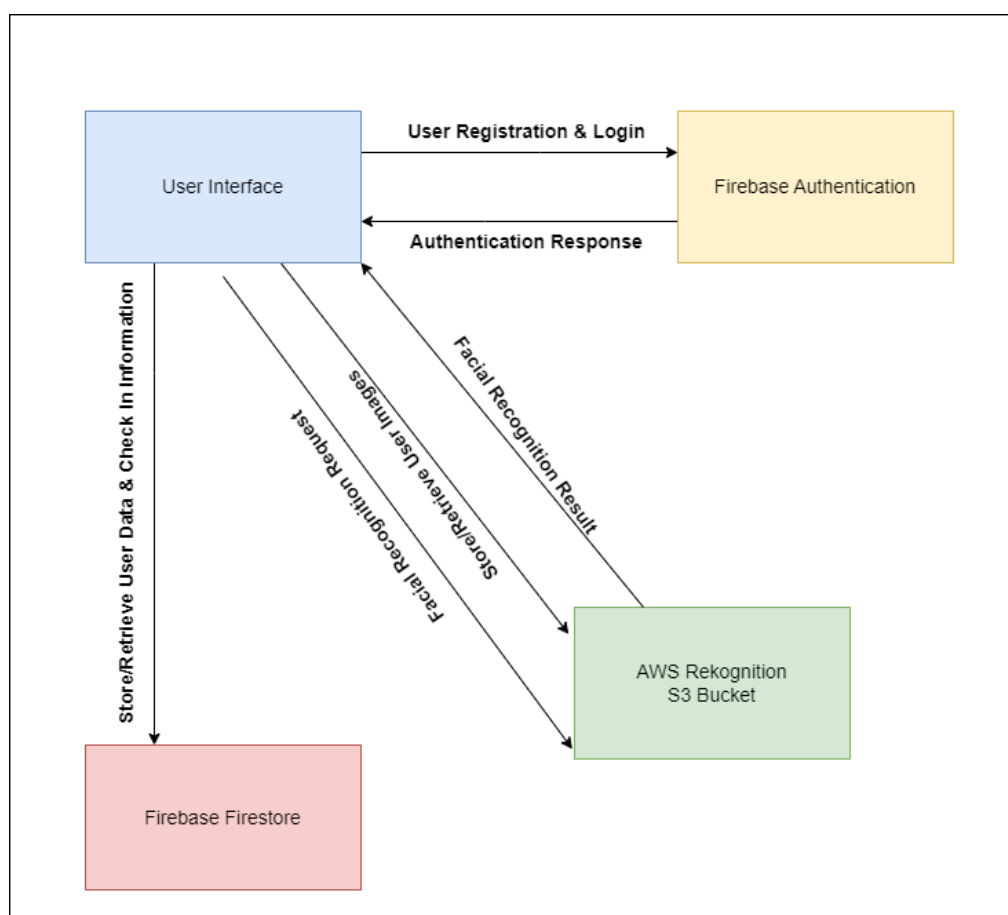 User Registration & Login
User Interface
Firebase Authentication
Authentication Response
Store/Retrieve User Data & Check In Information
Facial Recognition Request
Store/Retrieve User Images
Facial Recognition Result
AWS Rekognition
S3 Bucket
Firebase Firestore